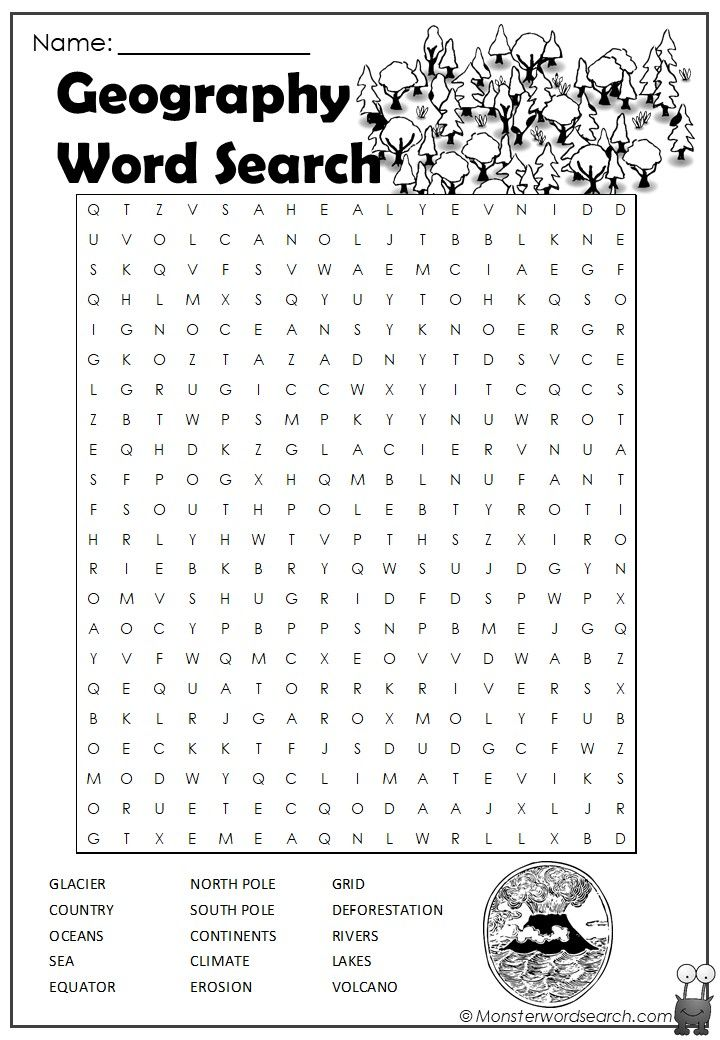 Name: _______________
Geography
Word Search
Q T Z V S A H E A L Y E V N I D D
U V O L C A N O L J T B B L K N E
S K Q V F S V W A E M C I A E G F
Q H L M X S Q Y U Y T O H K Q S O
I G N O C E A N S Y K N O E R G R
G K O Z T A Z A D N Y T D S V C E
L G R U G I C C W X Y I T C Q C S
Z B T W P S M P K Y Y N U W R O T
E Q H D K Z G L A C I E R V N U A
S F P O G X H Q M B L N U F A N T
F S O U T H P O L E B T Y R O T I
H R L Y H W T V P T H S Z X I R O
R I E B K B R Y Q W S U J D G Y N
O M V S H U G R I D F D S P W P X
A O C Y P B P P S N P B M E J G Q
Y V F W Q M C X E O V V D W A B Z
Q E Q U A T O R R K R I V E R S X
B K L R J G A R O X M O L Y F U B
O E C K K T F J S D U D G C F W Z
M O D W Y Q C L I M A T E V I K S
O R U E T E C Q O D A A J X L J R
G T X E M E A Q N L W R L L X B D
GLACIER NORTH POLE GRID
COUNTRY SOUTH POLE DEFORESTATION
OCEANS CONTINENTS RIVERS
SEA CLIMATE LAKES
EQUATOR EROSION VOLCANO
© Monsterwordsearch.com